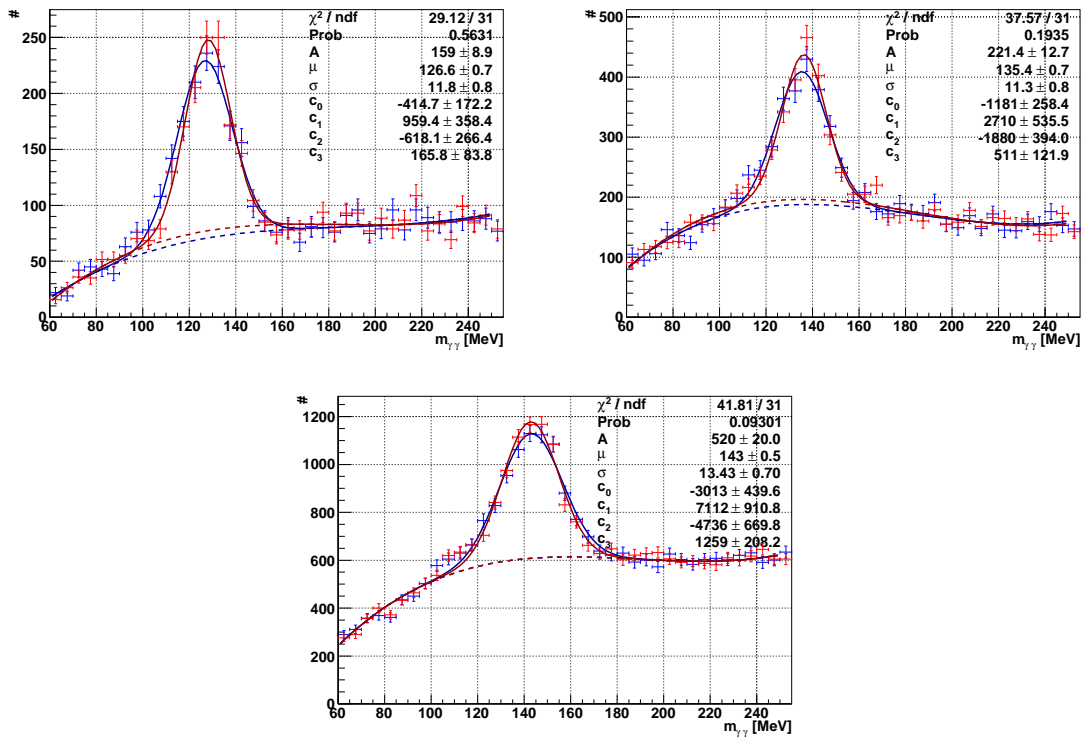 #
χ² / ndf 29.12 / 31
Prob 0.5631
A 159 ± 8.9
μ 126.6 ± 0.7
σ 11.8 ± 0.8
c₀ -414.7 ± 172.2
c₁ 959.4 ± 358.4
c₂ -618.1 ± 266.4
c₃ 165.8 ± 83.8
250
200
150
100
50
0
60 80 100 120 140 160 180 200 220 240
m_γγ [MeV]
#
χ² / ndf 37.57 / 31
Prob 0.1935
A 221.4 ± 12.7
μ 135.4 ± 0.7
σ 11.3 ± 0.8
c₀ -1181 ± 258.4
c₁ 2710 ± 535.5
c₂ -1880 ± 394.0
c₃ 511 ± 121.9
500
400
300
200
100
0
60 80 100 120 140 160 180 200 220 240
m_γγ [MeV]
#
χ² / ndf 41.81 / 31
Prob 0.09301
A 520 ± 20.0
μ 143 ± 0.5
σ 13.43 ± 0.70
c₀ -3013 ± 439.6
c₁ 7112 ± 910.8
c₂ -4736 ± 669.8
c₃ 1259 ± 208.2
1200
1000
800
600
400
200
0
60 80 100 120 140 160 180 200 220 240
m_γγ [MeV]